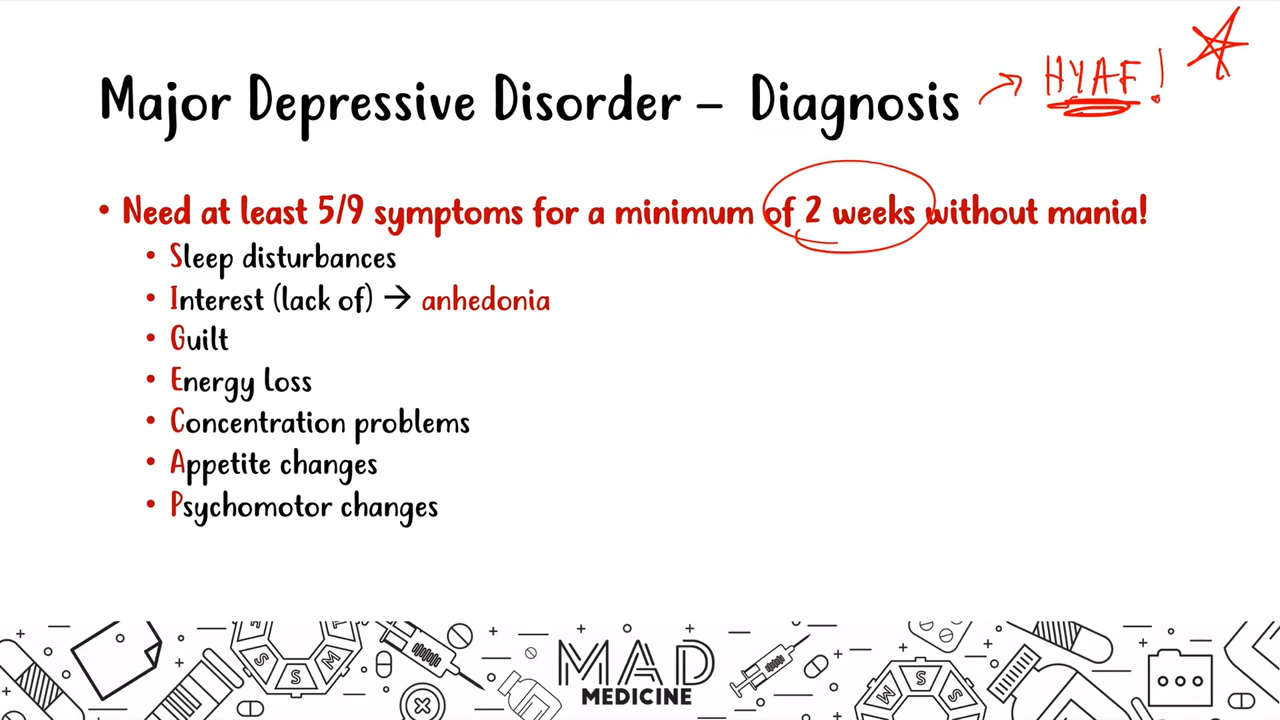 Major Depressive Disorder – Diagnosis → HYAF!
• Need at least 5/9 symptoms for a minimum of 2 weeks without mania!
• Sleep disturbances
• Interest (lack of) → anhedonia
• Guilt
• Energy loss
• Concentration problems
• Appetite changes
• Psychomotor changes
MAD
MEDICINE